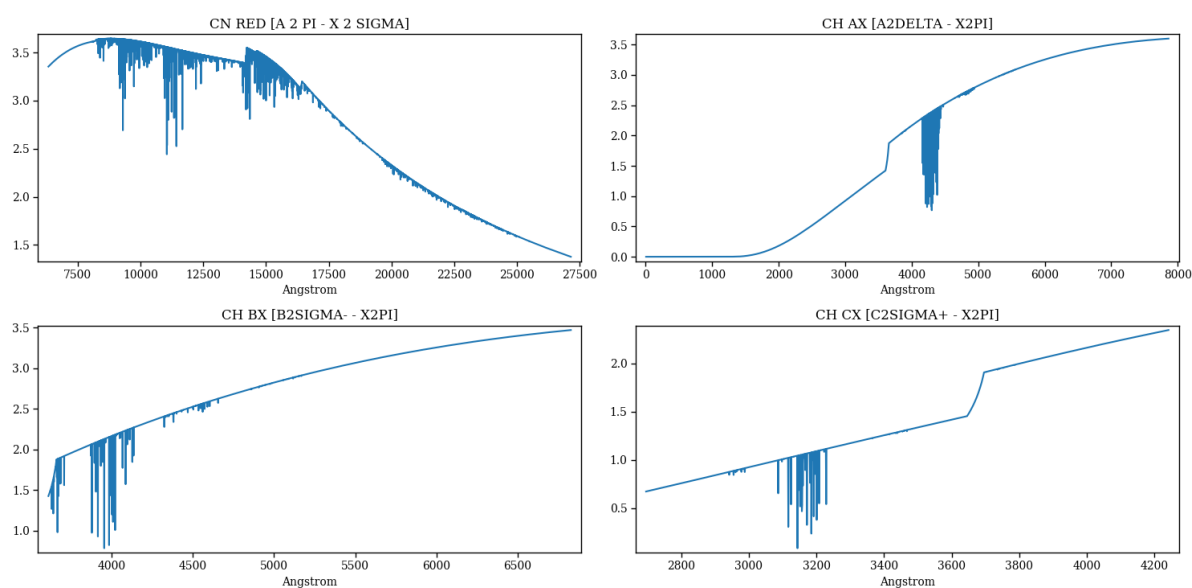 CN RED [A 2 PI - X 2 SIGMA]
3.5
3.0
2.5
2.0
1.5
7500 10000 12500 15000 17500 20000 22500 25000 27500
Angstrom
CH AX [A2DELTA - X2PI]
3.5
3.0
2.5
2.0
1.5
1.0
0.5
0.0
0 1000 2000 3000 4000 5000 6000 7000 8000
Angstrom
CH BX [B2SIGMA- - X2PI]
3.5
3.0
2.5
2.0
1.5
1.0
4000 4500 5000 5500 6000 6500
Angstrom
CH CX [C2SIGMA+ - X2PI]
2.0
1.5
1.0
0.5
2800 3000 3200 3400 3600 3800 4000 4200
Angstrom